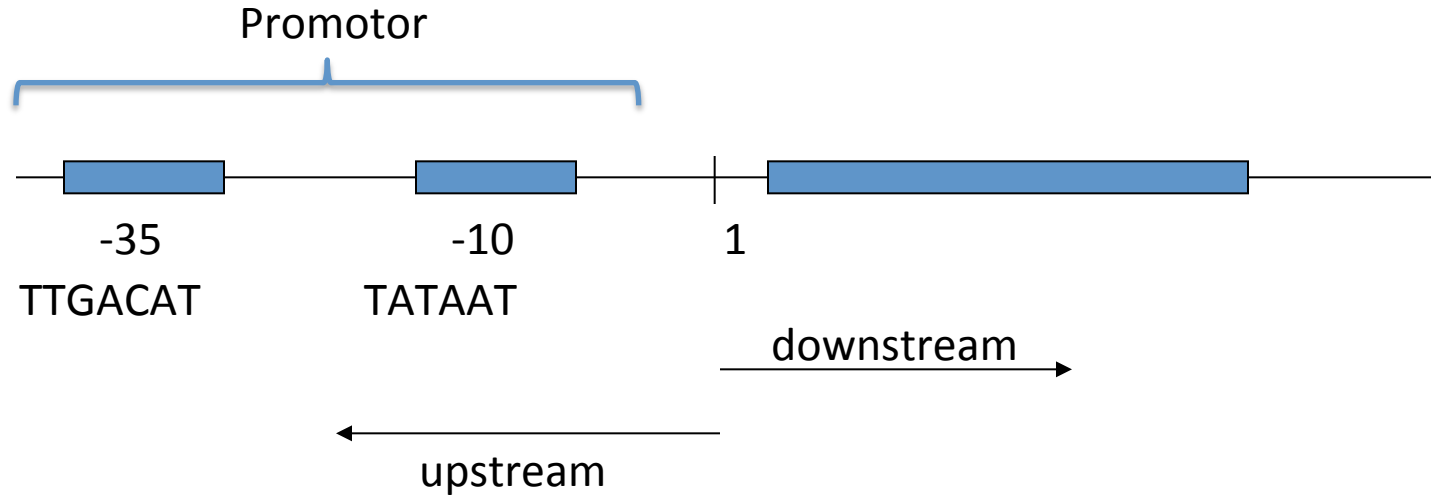 Promotor
-35 -10 1
TTGACAT TATAAT
downstream
upstream